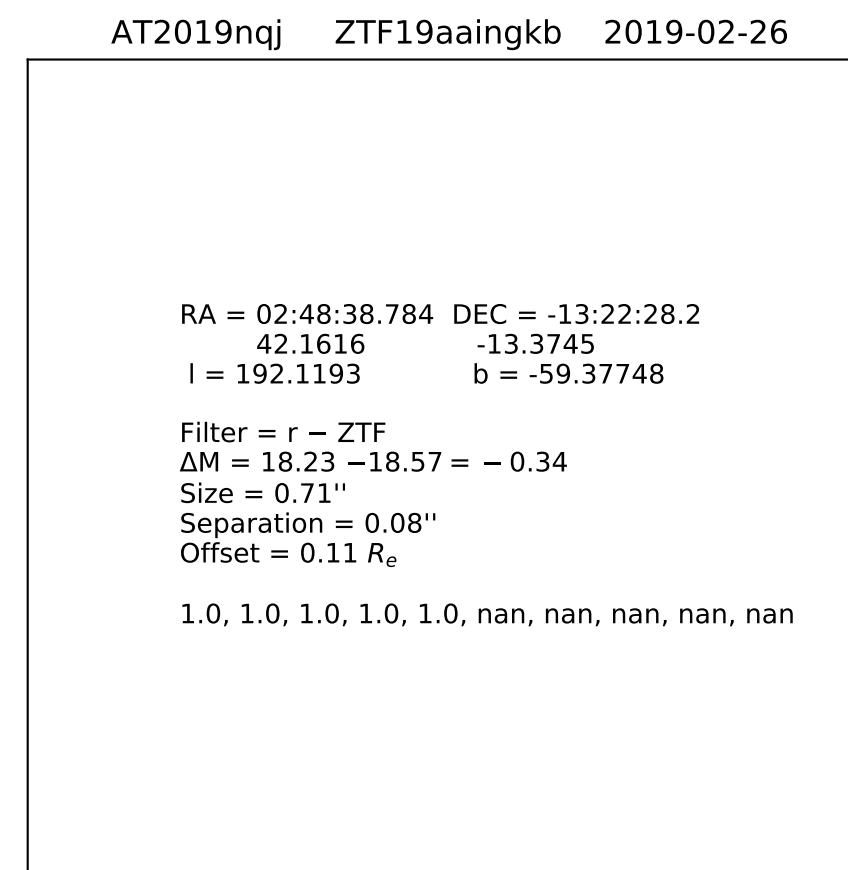 AT2019nqj ZTF19aaingkb 2019-02-26
RA = 02:48:38.784 DEC = -13:22:28.2
42.1616 -13.3745
l = 192.1193 b = -59.37748
Filter = r − ZTF
ΔM = 18.23 −18.57 = − 0.34
Size = 0.71''
Separation = 0.08''
Offset = 0.11 Re
1.0, 1.0, 1.0, 1.0, 1.0, nan, nan, nan, nan, nan